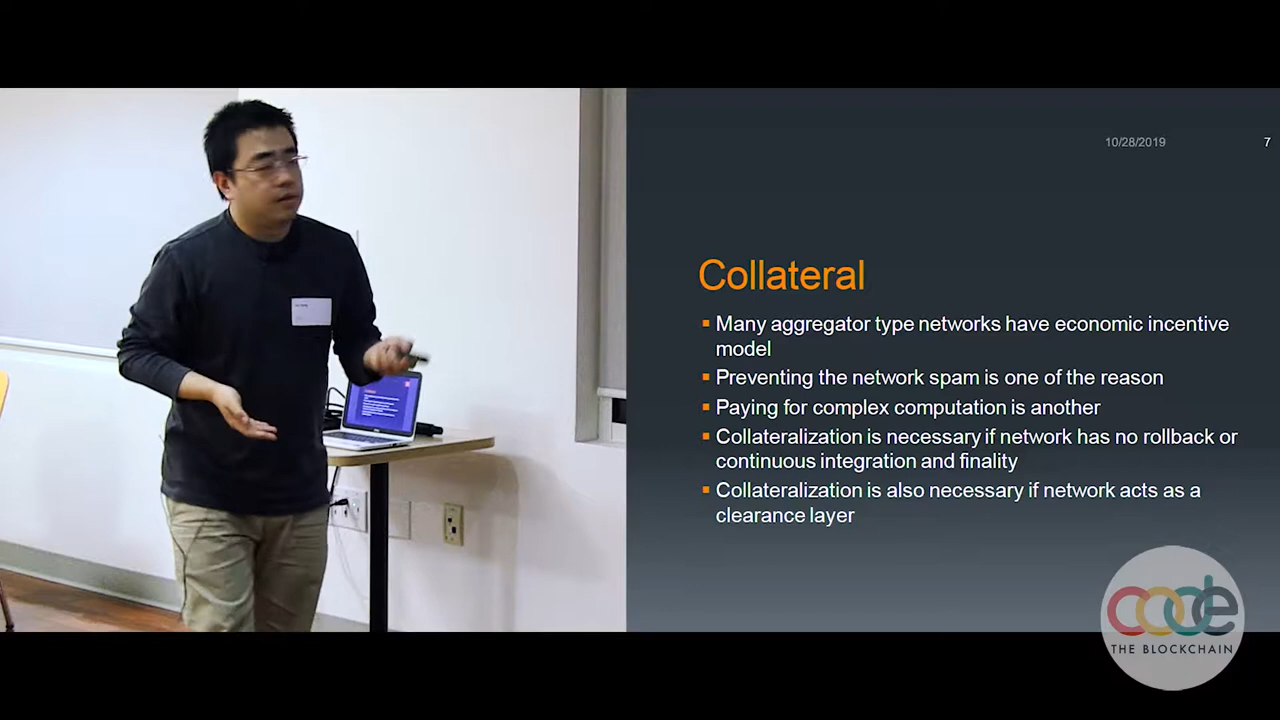 10/28/2019
7
Collateral
▪ Many aggregator type networks have economic incentive
model
▪ Preventing the network spam is one of the reason
▪ Paying for complex computation is another
▪ Collateralization is necessary if network has no rollback or
continuous integration and finality
▪ Collateralization is also necessary if network acts as a
clearance layer
code
THE BLOCKCHAIN